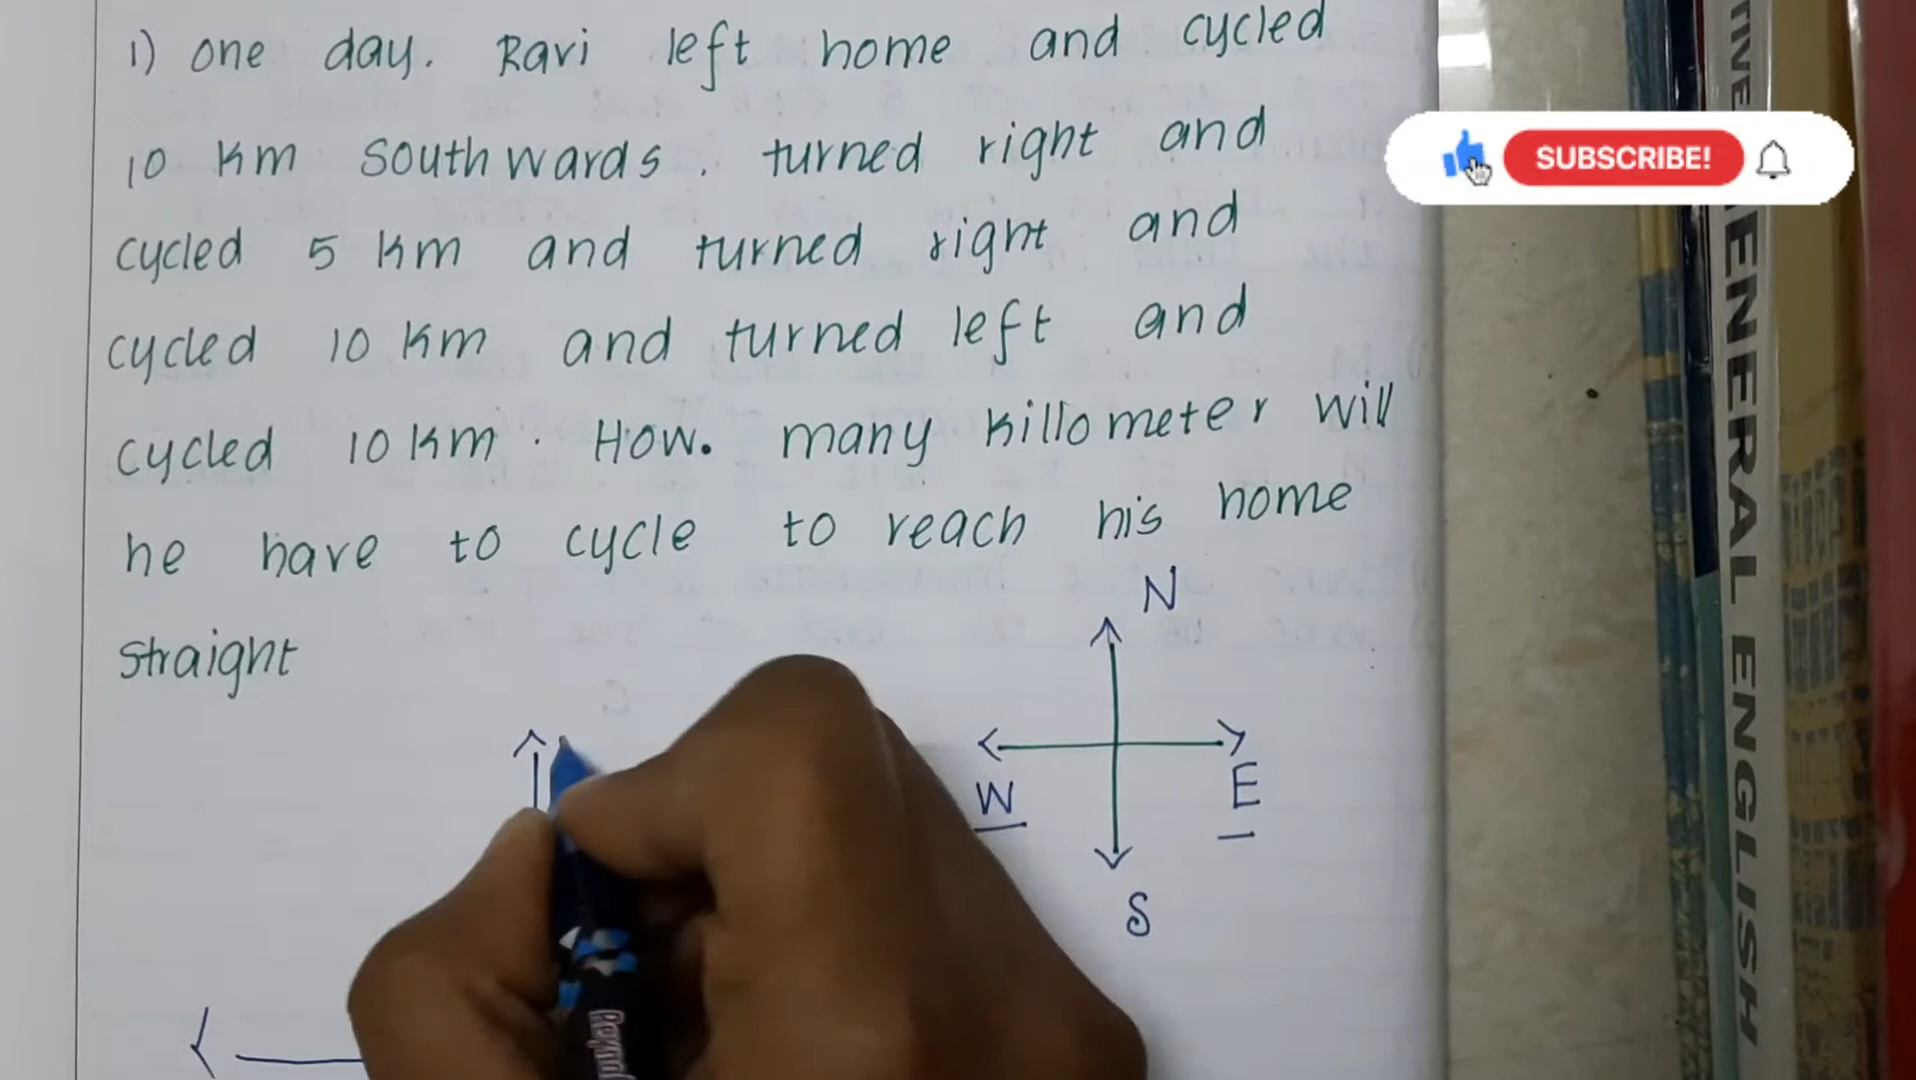 1) one day. Ravi left home and cycled
10 Km Southwards. turned right and
cycled 5 Km and turned right and
cycled 10 Km and turned left and
cycled 10 Km. How. many Killometer will
he have to cycle to reach his home
straight
SUBSCRIBE!
N
W
E
S
C
Reynol
TIVE
GENERAL ENGLISH